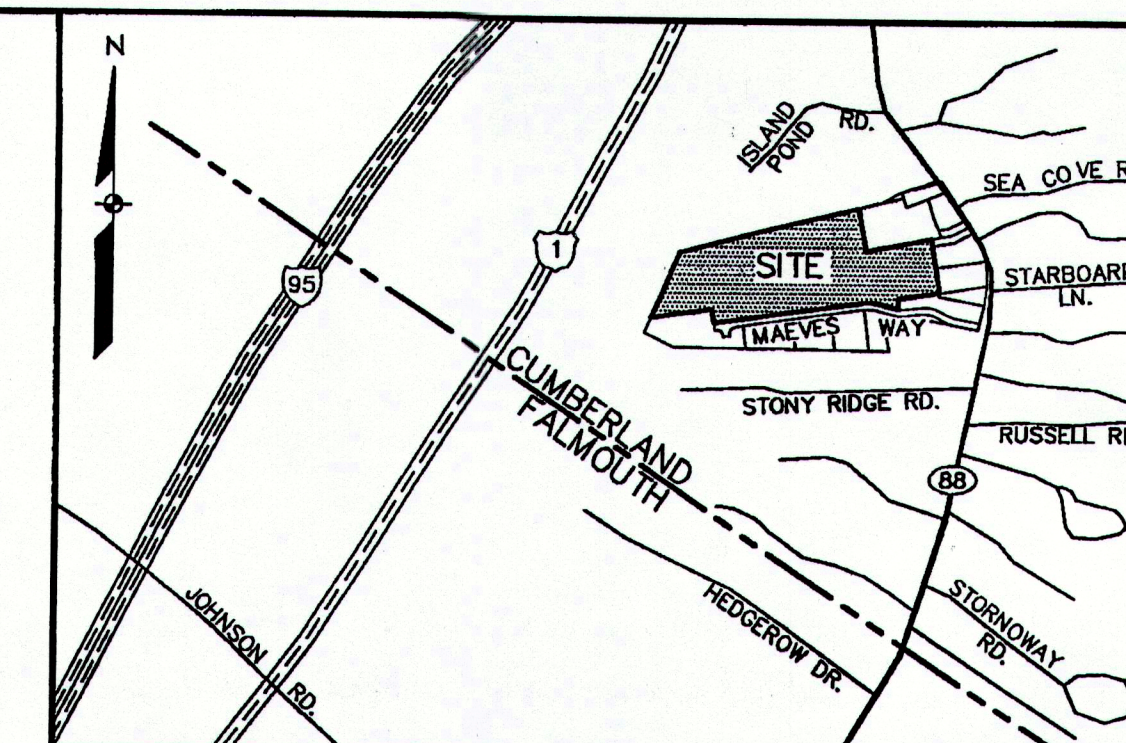 N
ISLAND
POND
RD.
SEA COVE R
95
1
SITE
STARBOAR
LN.
MAEVES WAY
CUMBERLAND
FALMOUTH
STONY RIDGE RD.
RUSSELL R
88
JOHNSON RD.
HEDGEROW DR.
STORNOWAY
RD.